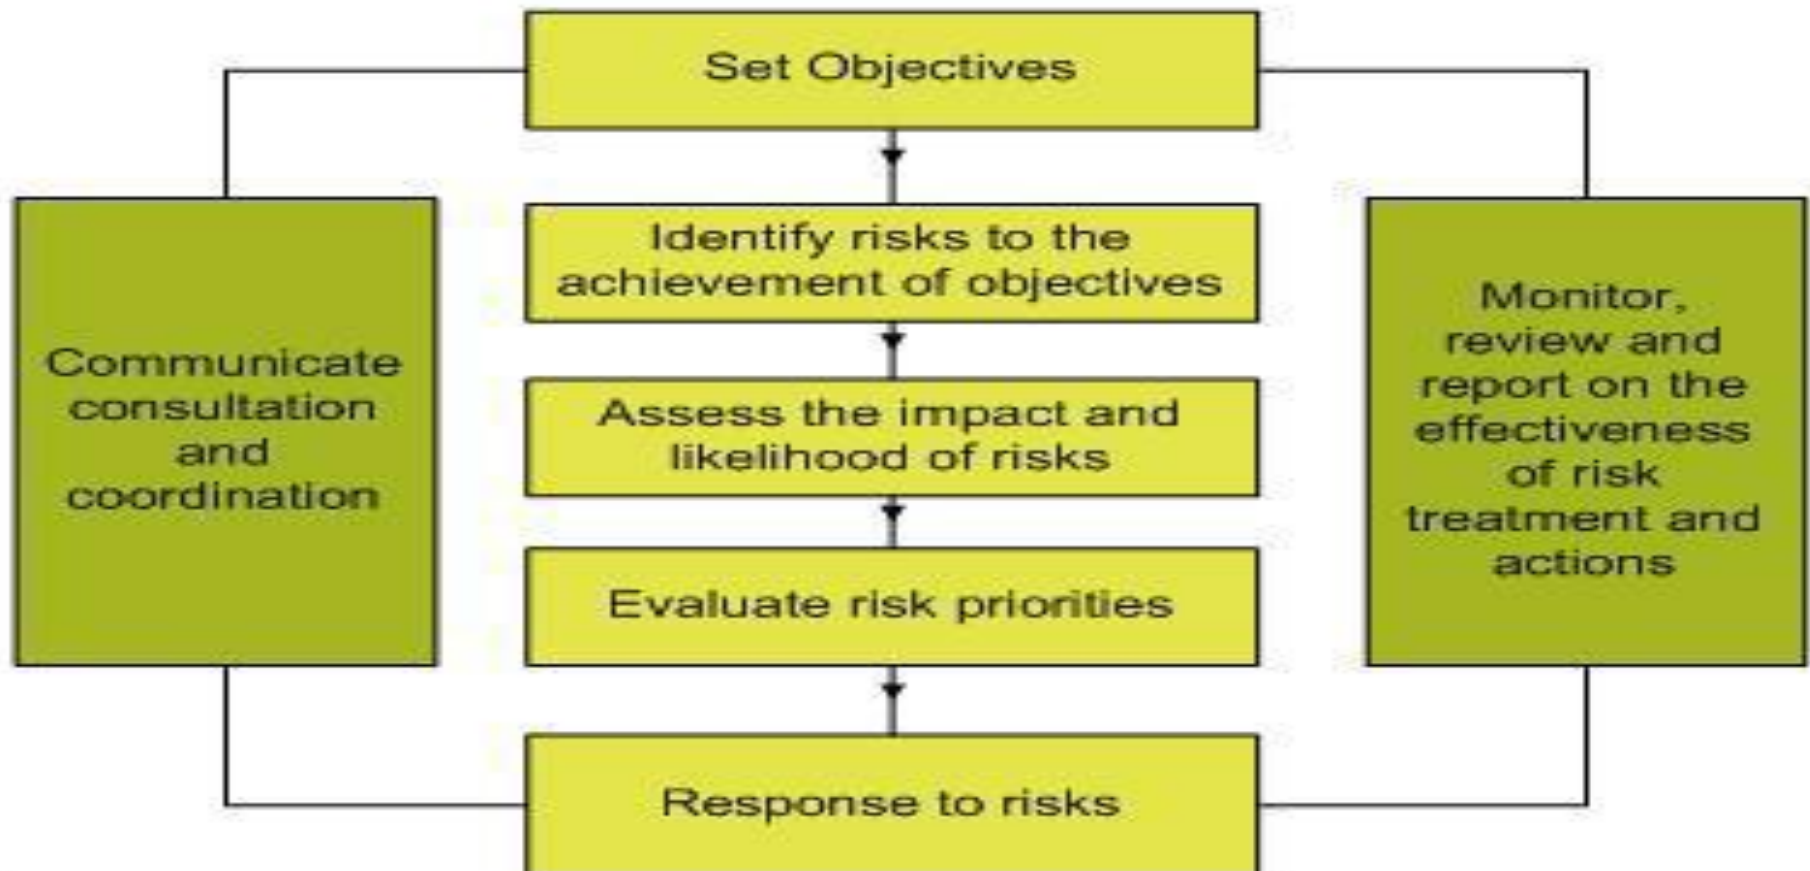 Set Objectives
Identify risks to the
achievement of objectives
Assess the impact and
likelihood of risks
Evaluate risk priorities
Response to risks
Communicate
consultation
and
coordination
Monitor,
review and
report on the
effectiveness
of risk
treatment and
actions